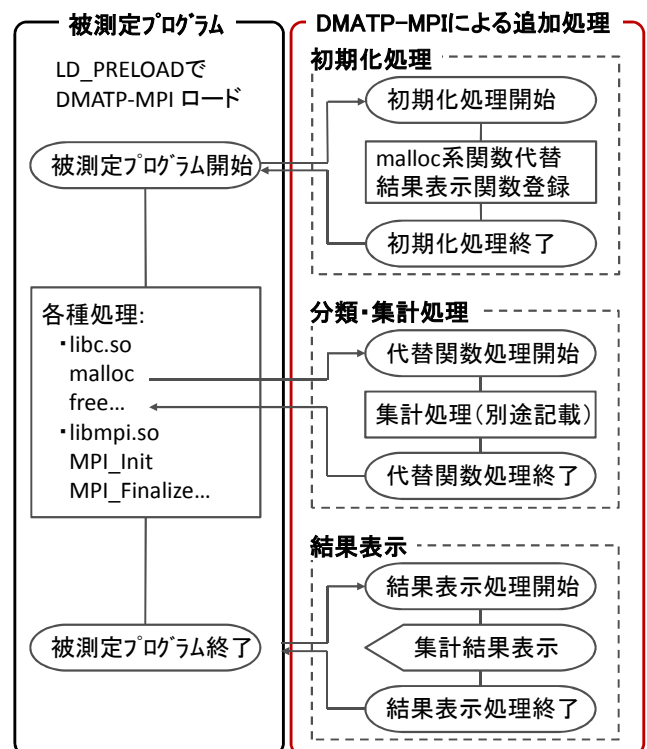 被測定プログラム
LD_PRELOADで
DMATP-MPI ロード
被測定プログラム開始
各種処理:
・libc.so
malloc
free…
・libmpi.so
MPI_Init
MPI_Finalize…
被測定プログラム終了
DMATP-MPIによる追加処理
初期化処理
初期化処理開始
malloc系関数代替
結果表示関数登録
初期化処理終了
分類・集計処理
代替関数処理開始
集計処理(別途記載)
代替関数処理終了
結果表示
結果表示処理開始
集計結果表示
結果表示処理終了